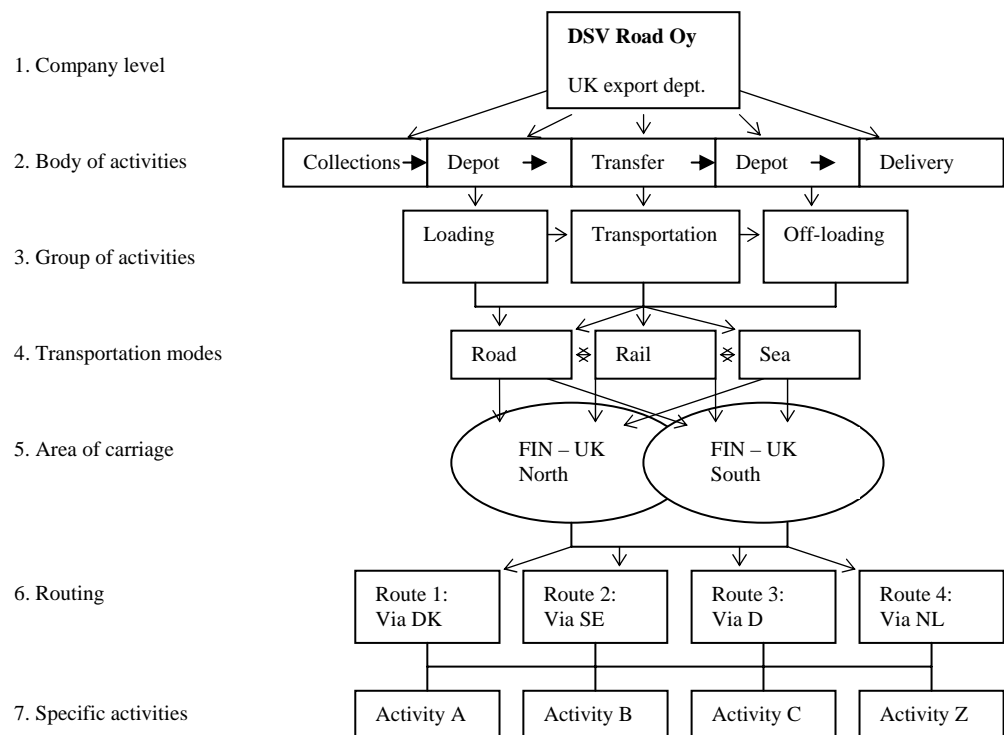 DSV Road Oy
1. Company level
UK export dept.
2. Body of activities
Collections
Depot
Transfer
Depot
Delivery
3. Group of activities
Loading
Transportation
Off-loading
4. Transportation modes
Road
Rail
Sea
5. Area of carriage
FIN – UK
North
FIN – UK
South
6. Routing
Route 1:
Via DK
Route 2:
Via SE
Route 3:
Via D
Route 4:
Via NL
7. Specific activities
Activity A
Activity B
Activity C
Activity Z